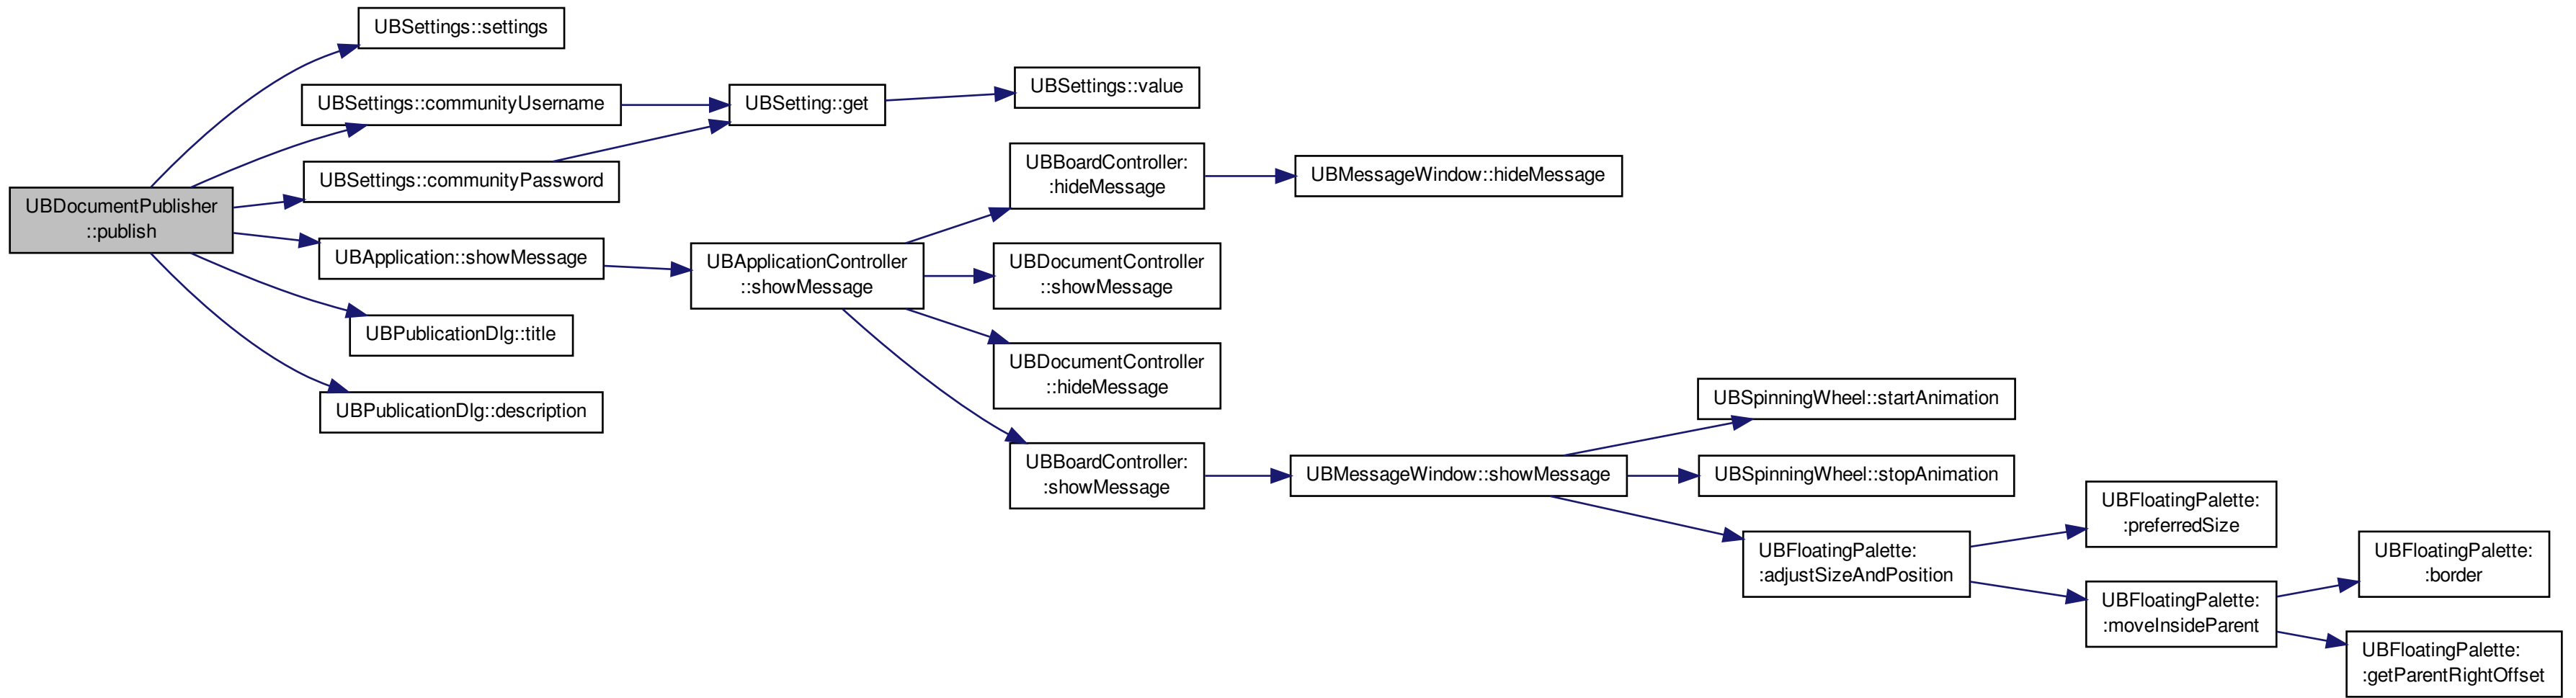 UBSettings::settings
UBSettings::communityUsername
UBSetting::get
UBSettings::value
UBSettings::communityPassword
UBBoardController:
:hideMessage
UBMessageWindow::hideMessage
UBDocumentPublisher
::publish
UBApplication::showMessage
UBApplicationController
::showMessage
UBDocumentController
::showMessage
UBPublicationDlg::title
UBDocumentController
::hideMessage
UBPublicationDlg::description
UBBoardController:
:showMessage
UBMessageWindow::showMessage
UBSpinningWheel::startAnimation
UBSpinningWheel::stopAnimation
UBFloatingPalette:
:adjustSizeAndPosition
UBFloatingPalette:
:preferredSize
UBFloatingPalette:
:moveInsideParent
UBFloatingPalette:
:border
UBFloatingPalette:
:getParentRightOffset